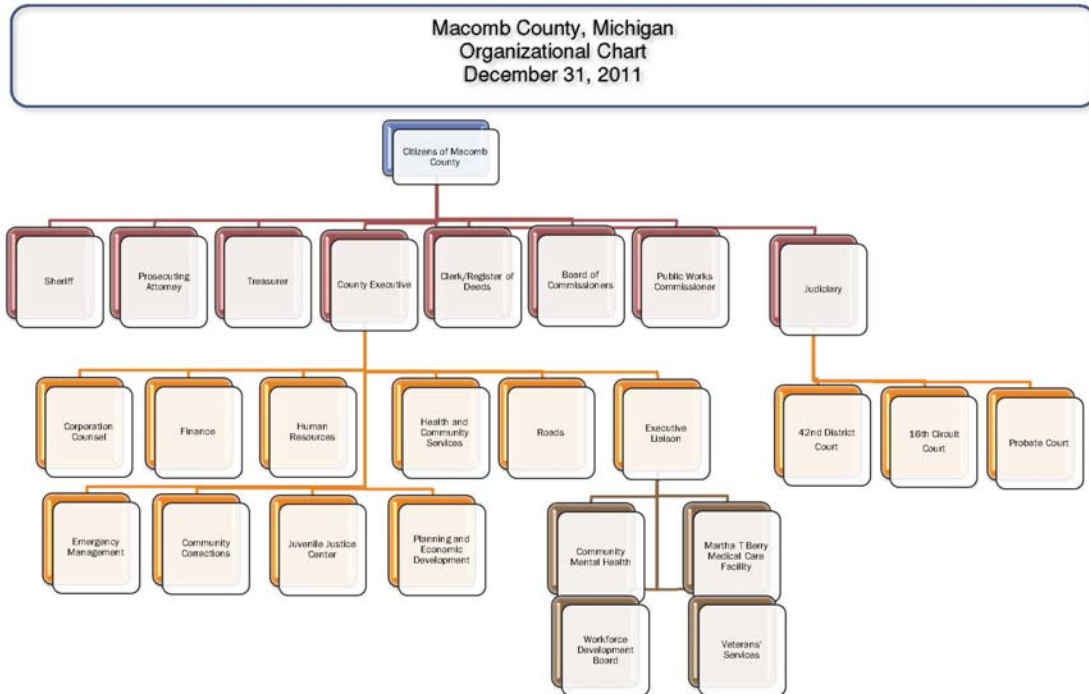 Macomb County, Michigan
Organizational Chart
December 31, 2011
Citizens of Macomb
County
Sheriff
Prosecuting
Attorney
Treasurer
County Executive
Clerk/Register of
Deeds
Board of
Commissioners
Public Works
Commissioner
Judiciary
Corporation
Counsel
Finance
Human
Resources
Health and
Community
Services
Roads
Executive
Liaison
42nd District
Court
16th Circuit
Court
Probate Court
Emergency
Management
Community
Corrections
Juvenile Justice
Center
Planning and
Economic
Development
Community
Mental Health
Martha T Berry
Medical Care
Facility
Workforce
Development
Board
Veterans'
Services